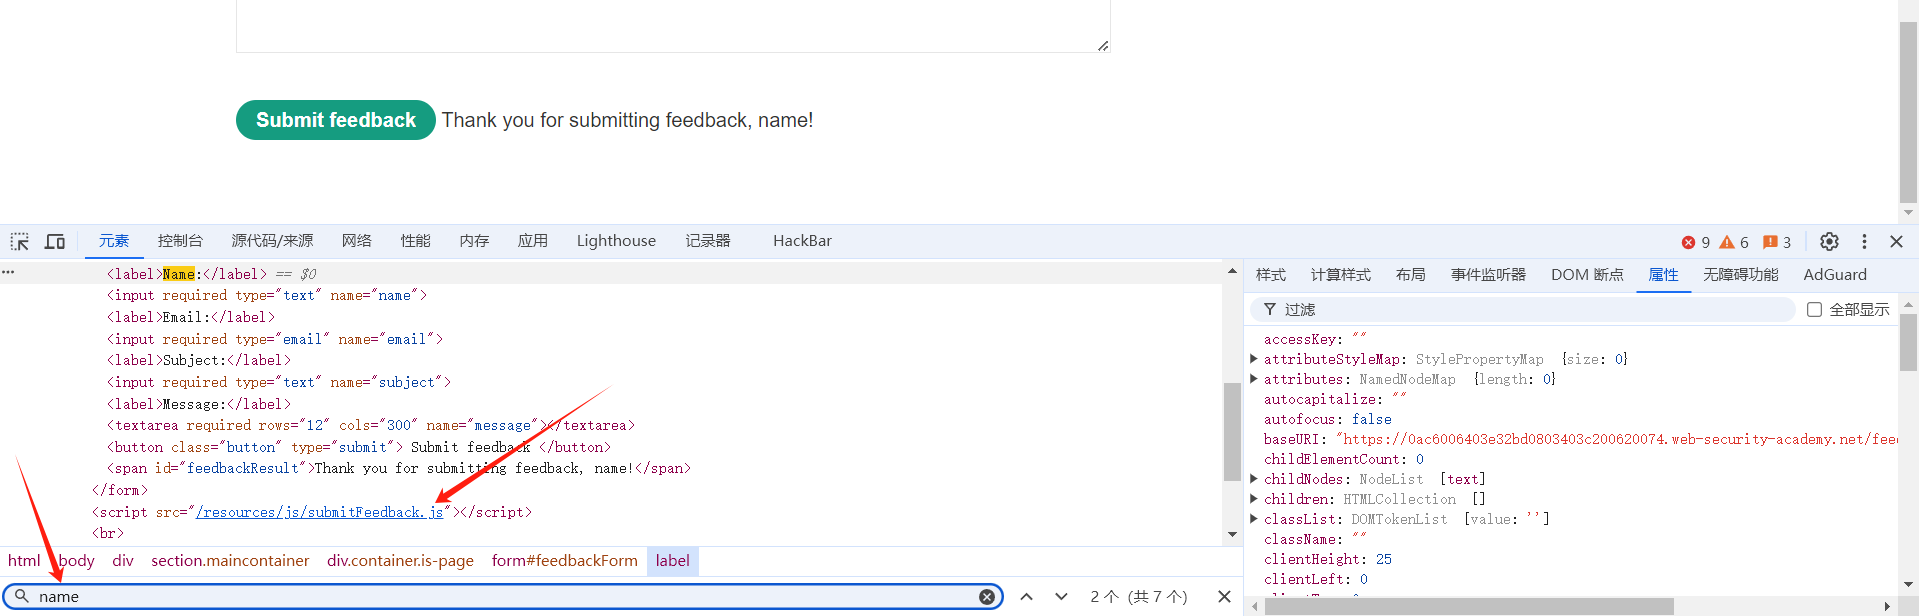 Submit feedback Thank you for submitting feedback, name!
元素 控制台 源代码/来源 网络 性能 内存 应用 Lighthouse 记录器 HackBar 9 6 3
<label>Name:</label> == $0
<input required type="text" name="name">
<label>Email:</label>
<input required type="email" name="email">
<label>Subject:</label>
<input required type="text" name="subject">
<label>Message:</label>
<textarea required rows="12" cols="300" name="message"></textarea>
<button class="button" type="submit"> Submit feedback </button>
<span id="feedbackResult">Thank you for submitting feedback, name!</span>
</form>
<script src="/resources/js/submitFeedback.js"></script>
<br>
html body div section.maincontainer div.container.is-page form#feedbackForm label
name 2 个 (共 7 个)
样式 计算样式 布局 事件监听器 DOM 断点 属性 无障碍功能 AdGuard
过滤 全部显示
accessKey: ""
attributeStyleMap: StylePropertyMap {size: 0}
attributes: NamedNodeMap {length: 0}
autocapitalize: ""
autofocus: false
baseURI: "https://0ac6006403e32bd0803403c200620074.web-security-academy.net/feed
childElementCount: 0
childNodes: NodeList [text]
children: HTMLCollection []
classList: DOMTokenList [value: '']
className: ""
clientHeight: 25
clientLeft: 0